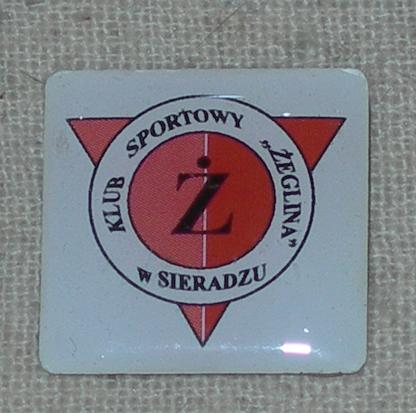 KLUB SPORTOWY „ŻEGLINA”
w SIERADZU
Ż